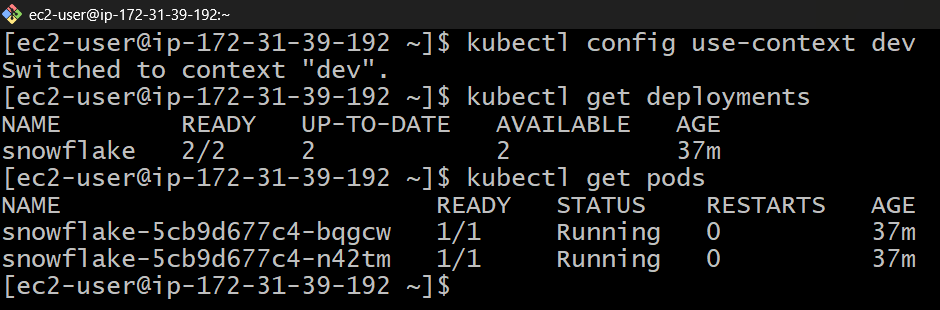 ec2-user@ip-172-31-39-192:~
[ec2-user@ip-172-31-39-192 ~]$ kubectl config use-context dev
Switched to context "dev".
[ec2-user@ip-172-31-39-192 ~]$ kubectl get deployments
NAME        READY   UP-TO-DATE   AVAILABLE   AGE
snowflake   2/2     2            2           37m
[ec2-user@ip-172-31-39-192 ~]$ kubectl get pods
NAME                         READY   STATUS    RESTARTS   AGE
snowflake-5cb9d677c4-bqgcw   1/1     Running   0          37m
snowflake-5cb9d677c4-n42tm   1/1     Running   0          37m
[ec2-user@ip-172-31-39-192 ~]$